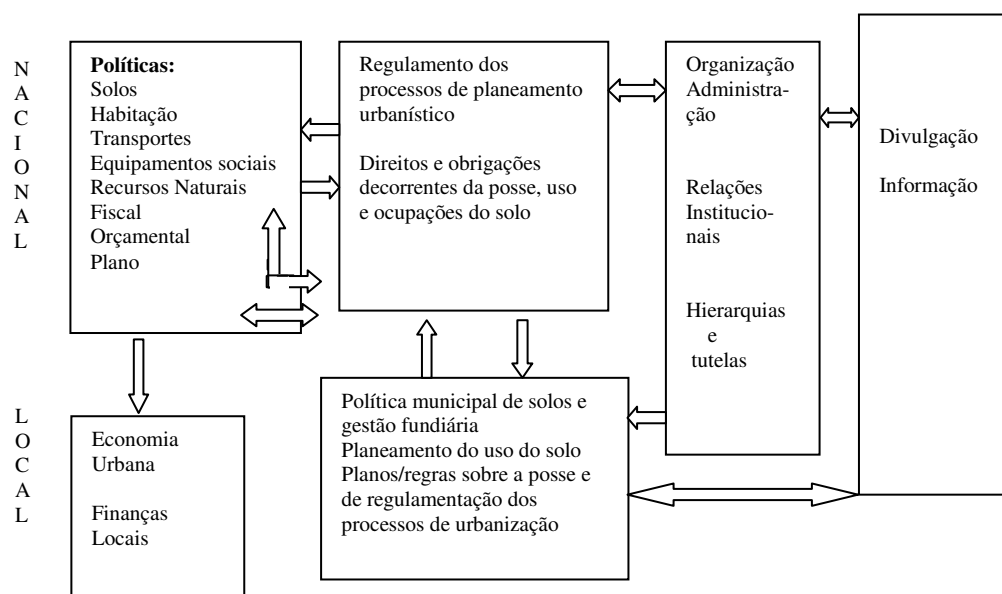 N
A
C
I
O
N
A
L
Políticas:
Solos
Habitação
Transportes
Equipamentos sociais
Recursos Naturais
Fiscal
Orçamental
Plano
Regulamento dos
processos de planeamento
urbanístico
Direitos e obrigações
decorrentes da posse, uso
e ocupações do solo
Organização
Administra-
ção
Relações
Institucio-
nais
Hierarquias
e
tutelas
Divulgação
Informação
L
O
C
A
L
Economia
Urbana
Finanças
Locais
Política municipal de solos e
gestão fundiária
Planeamento do uso do solo
Planos/regras sobre a posse e
de regulamentação dos
processos de urbanização